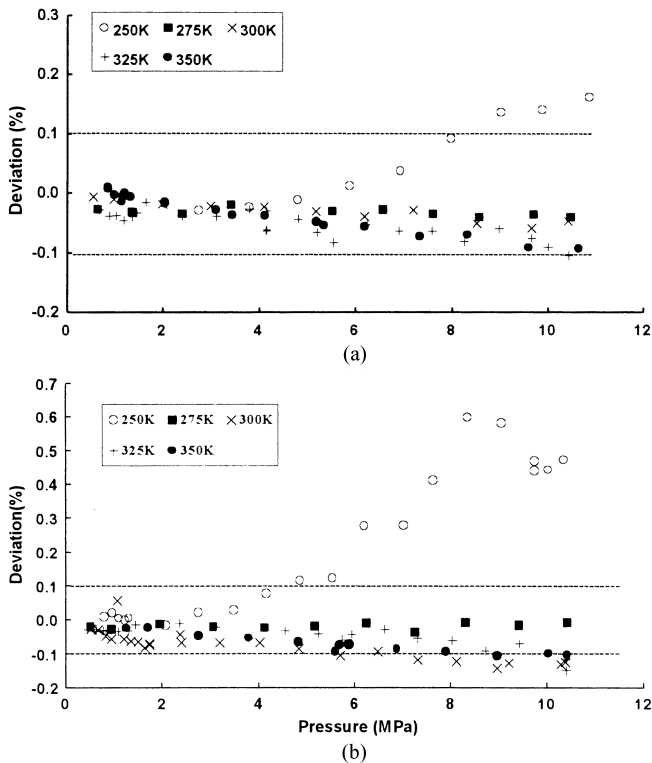 ○ 250K ■ 275K × 300K
+ 325K ● 350K
Deviation (%)
0.3
0.2
0.1
0.0
-0.1
-0.2
0 2 4 6 8 10 12
(a)
○ 250K ■ 275K × 300K
+ 325K ● 350K
Deviation(%)
0.7
0.6
0.5
0.4
0.3
0.2
0.1
0.0
-0.1
-0.2
0 2 4 6 8 10 12
Pressure (MPa)
(b)